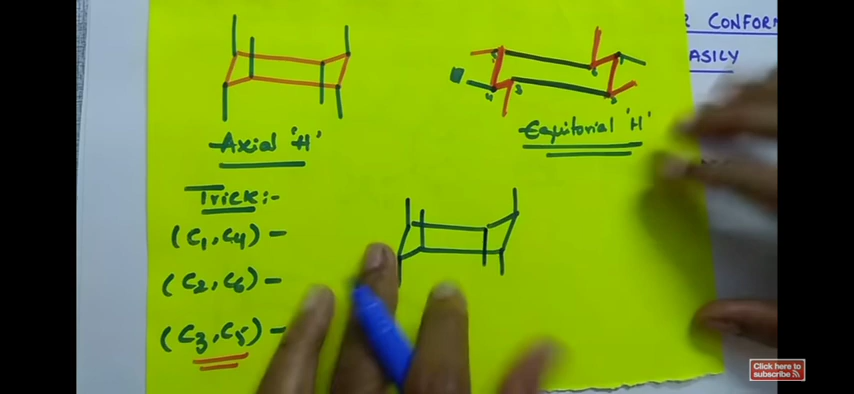 R CONFORM
ASILY
Axial 'H'
Equitorial 'H'
Trick:-
(C1, C4) -
(C2, C6) -
(C3, C5) -
Click here to
subscribe